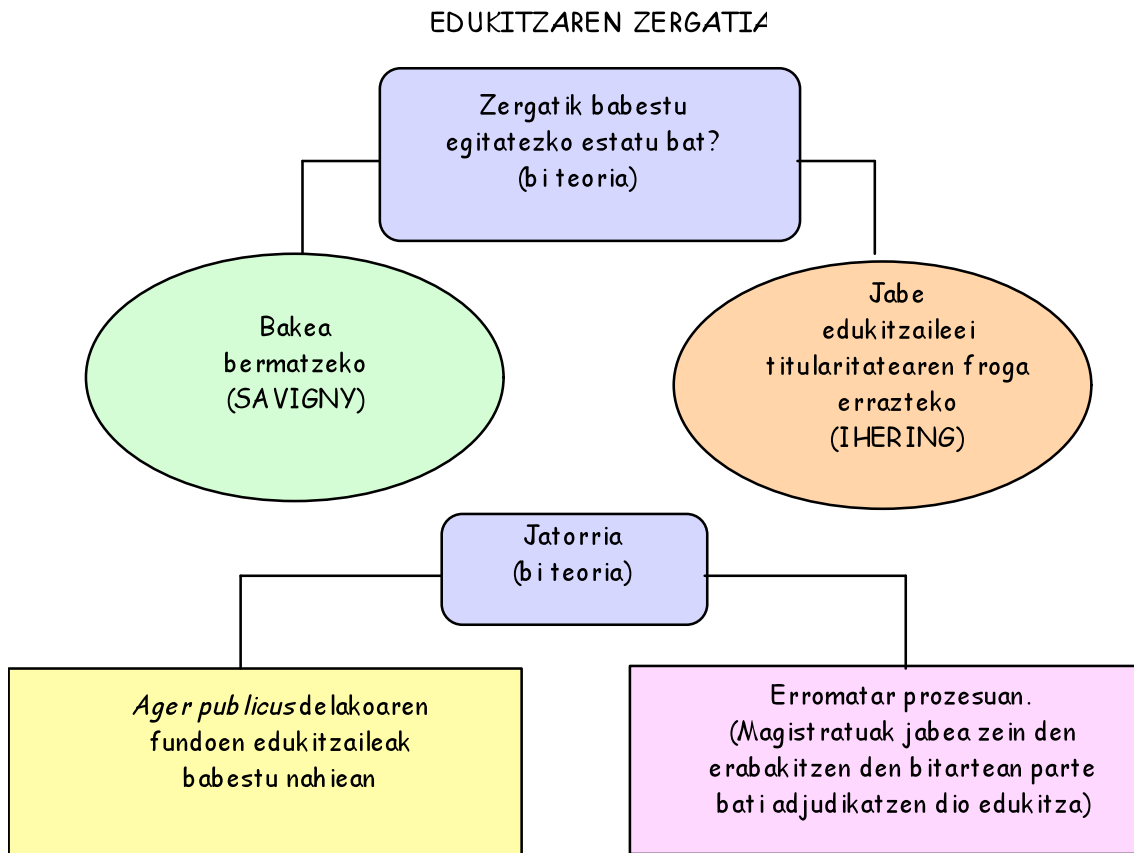 EDUKITZAREN ZERGATIA
Zergatik babestu
egitatezko estatu bat?
(bi teoria)
Bakea
bermatzeko
(SAVIGNY)
Jabe
edukitzaileei
titularitatearen froga
errazteko
(IHERING)
Jatorria
(bi teoria)
Ager publicus delakoaren
fundoen edukitzaileak
babestu nahiean
Erromatar prozesuan.
(Magistratuak jabea zein den
erabakitzen den bitartean parte
bati adjudikatzen dio edukitza)